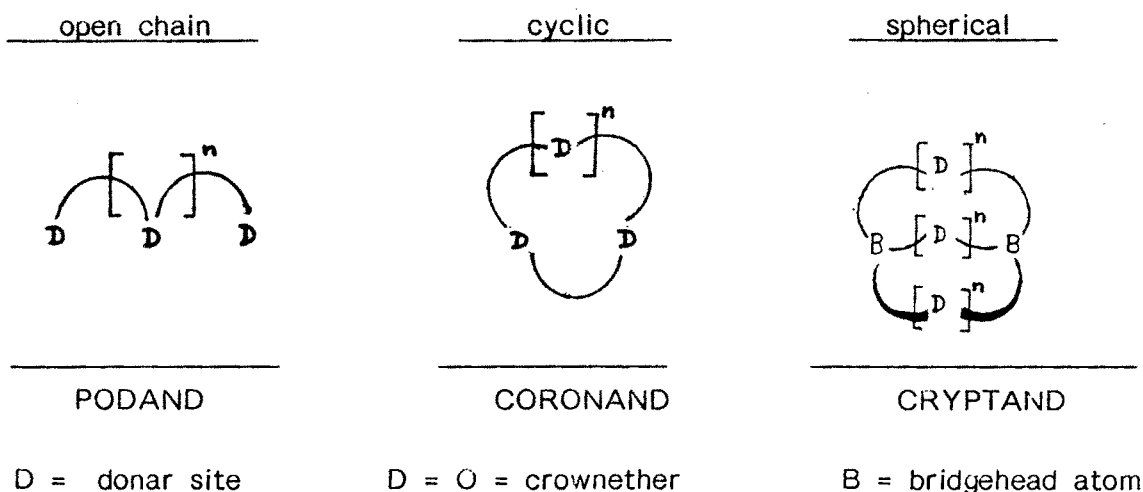 open chain
cyclic
spherical
[ ]n
D D D
[ D ]n
D D
[ D ]n
B [ D ]n B
[ D ]n
PODAND
CORONAND
CRYPTAND
D = donar site
D = O = crownether
B = bridgehead atom